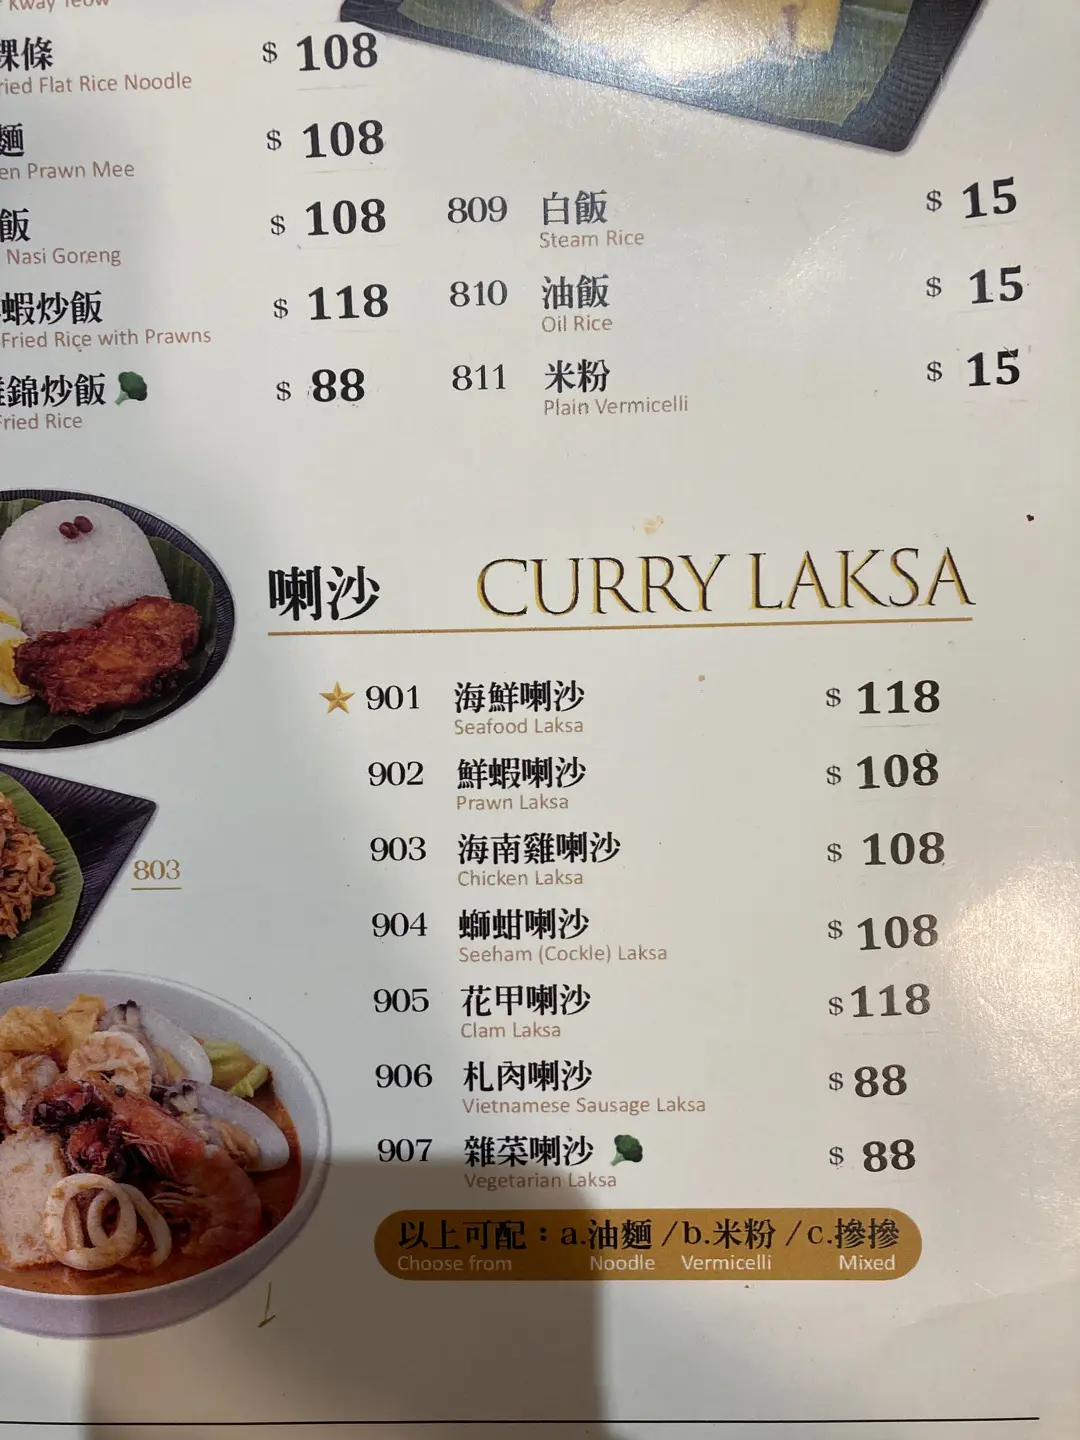 Kway Teow
粿條 $ 108
ried Flat Rice Noodle
麵 $ 108
en Prawn Mee
飯 $ 108
Nasi Goreng
蝦炒飯 $ 118
Fried Rice with Prawns
錦炒飯 $ 88
Fried Rice
809 白飯 $ 15
Steam Rice
810 油飯 $ 15
Oil Rice
811 米粉 $ 15
Plain Vermicelli
喇沙 CURRY LAKSA
901 海鮮喇沙 $ 118
Seafood Laksa
902 鮮蝦喇沙 $ 108
Prawn Laksa
903 海南雞喇沙 $ 108
Chicken Laksa
904 螄蚶喇沙 $ 108
Seeham (Cockle) Laksa
905 花甲喇沙 $ 118
Clam Laksa
906 札肉喇沙 $ 88
Vietnamese Sausage Laksa
907 雜菜喇沙 $ 88
Vegetarian Laksa
以上可配：a.油麵 / b.米粉 / c.摻摻
Choose from Noodle Vermicelli Mixed
803